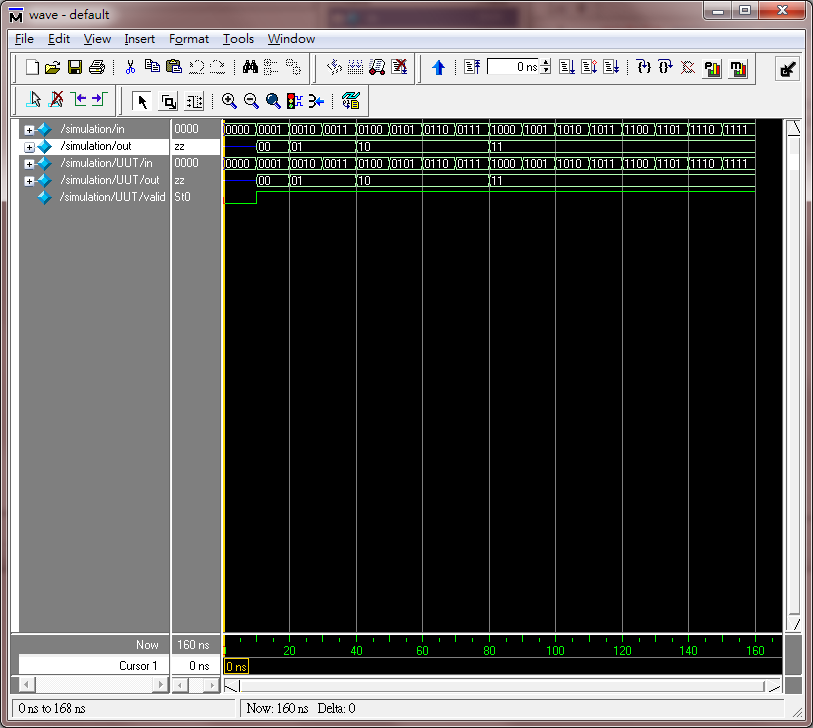 wave - default
File Edit View Insert Format Tools Window
0 ns
/simulation/in 0000 0000 0001 0010 0011 0100 0101 0110 0111 1000 1001 1010 1011 1100 1101 1110 1111
/simulation/out zz 00 01 10 11
/simulation/UUT/in 0000 0000 0001 0010 0011 0100 0101 0110 0111 1000 1001 1010 1011 1100 1101 1110 1111
/simulation/UUT/out zz 00 01 10 11
/simulation/UUT/valid St0
Now 160 ns 20 40 60 80 100 120 140 160
Cursor 1 0 ns 0 ns
0 ns to 168 ns Now: 160 ns Delta: 0